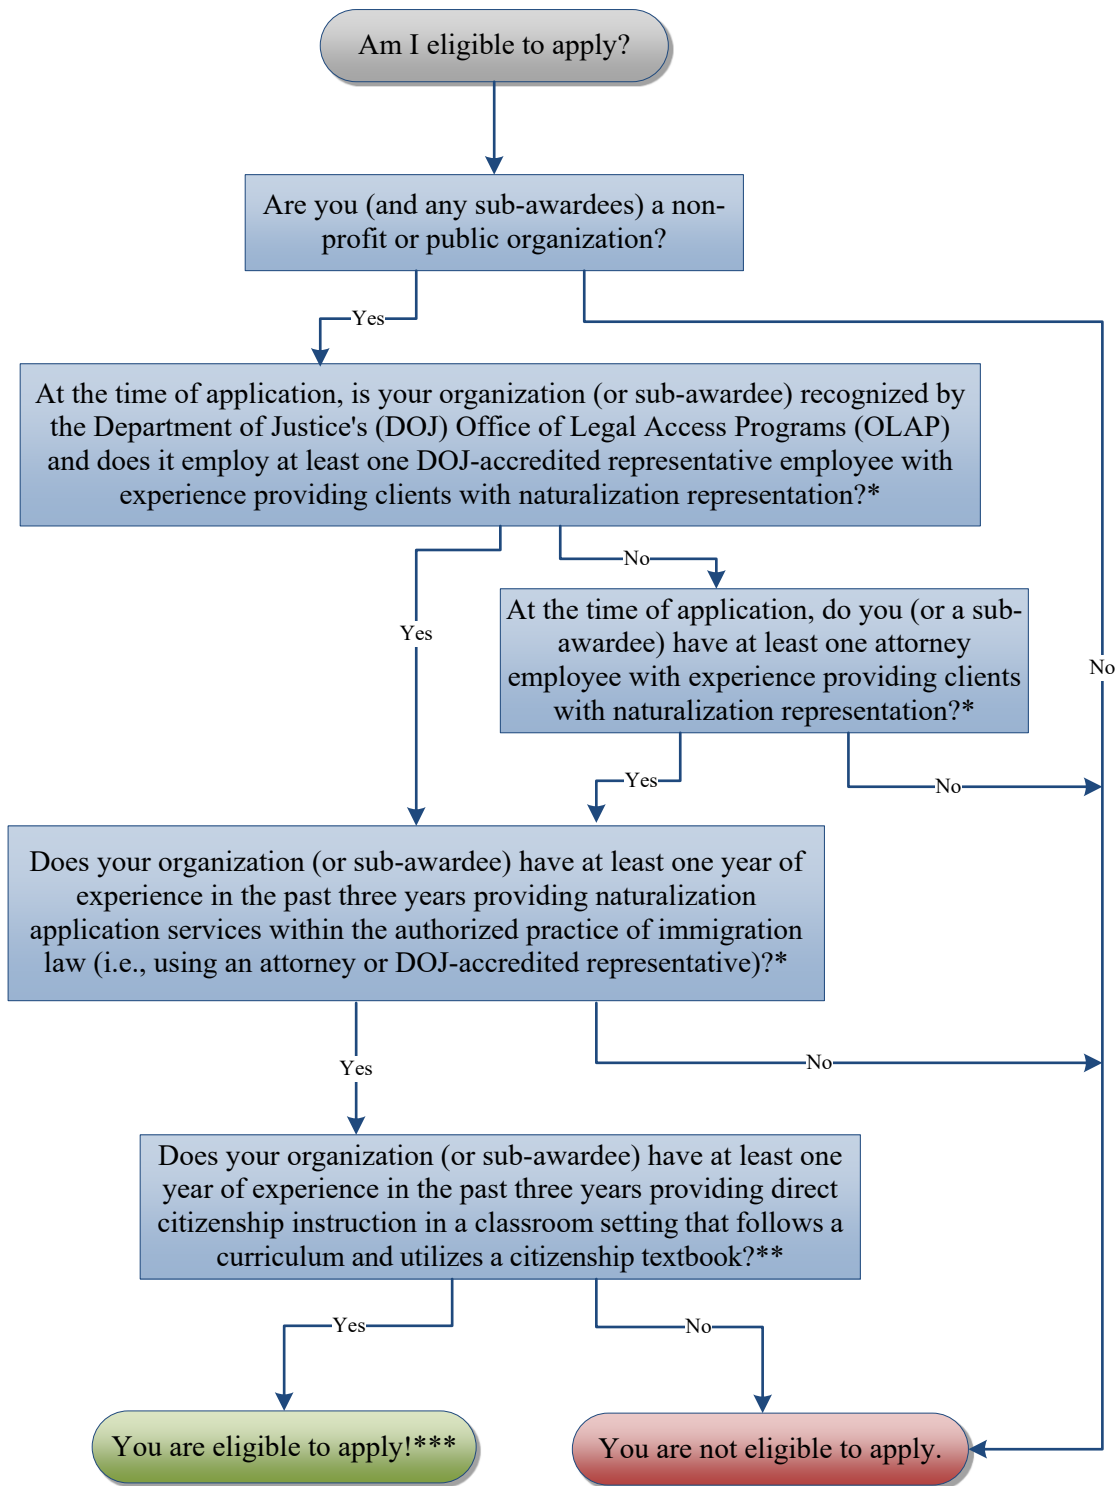 Am I eligible to apply?
Are you (and any sub-awardees) a non-
profit or public organization?
Yes
At the time of application, is your organization (or sub-awardee) recognized by
the Department of Justice's (DOJ) Office of Legal Access Programs (OLAP)
and does it employ at least one DOJ-accredited representative employee with
experience providing clients with naturalization representation?*
No
At the time of application, do you (or a sub-
awardee) have at least one attorney
employee with experience providing clients
with naturalization representation?*
Yes
No
Yes
No
Does your organization (or sub-awardee) have at least one year of
experience in the past three years providing naturalization
application services within the authorized practice of immigration
law (i.e., using an attorney or DOJ-accredited representative)?*
Yes
No
Does your organization (or sub-awardee) have at least one
year of experience in the past three years providing direct
citizenship instruction in a classroom setting that follows a
curriculum and utilizes a citizenship textbook?**
Yes
No
You are eligible to apply!***
You are not eligible to apply.